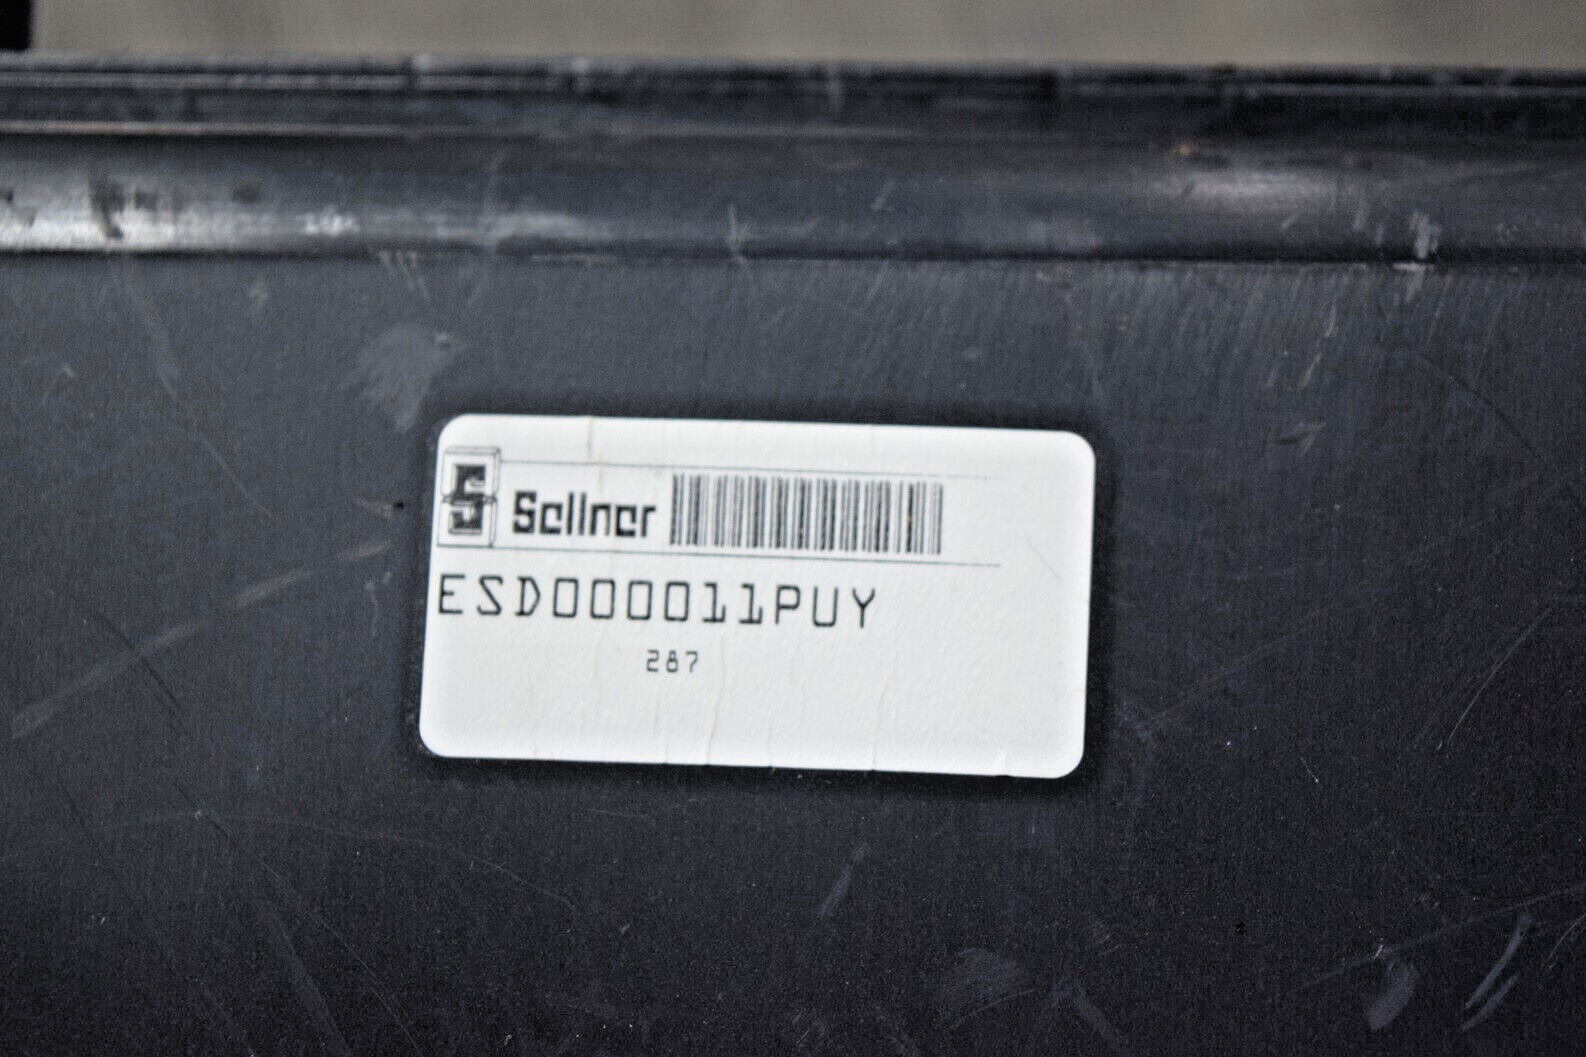 S Sellner
ESD000011PUY
287